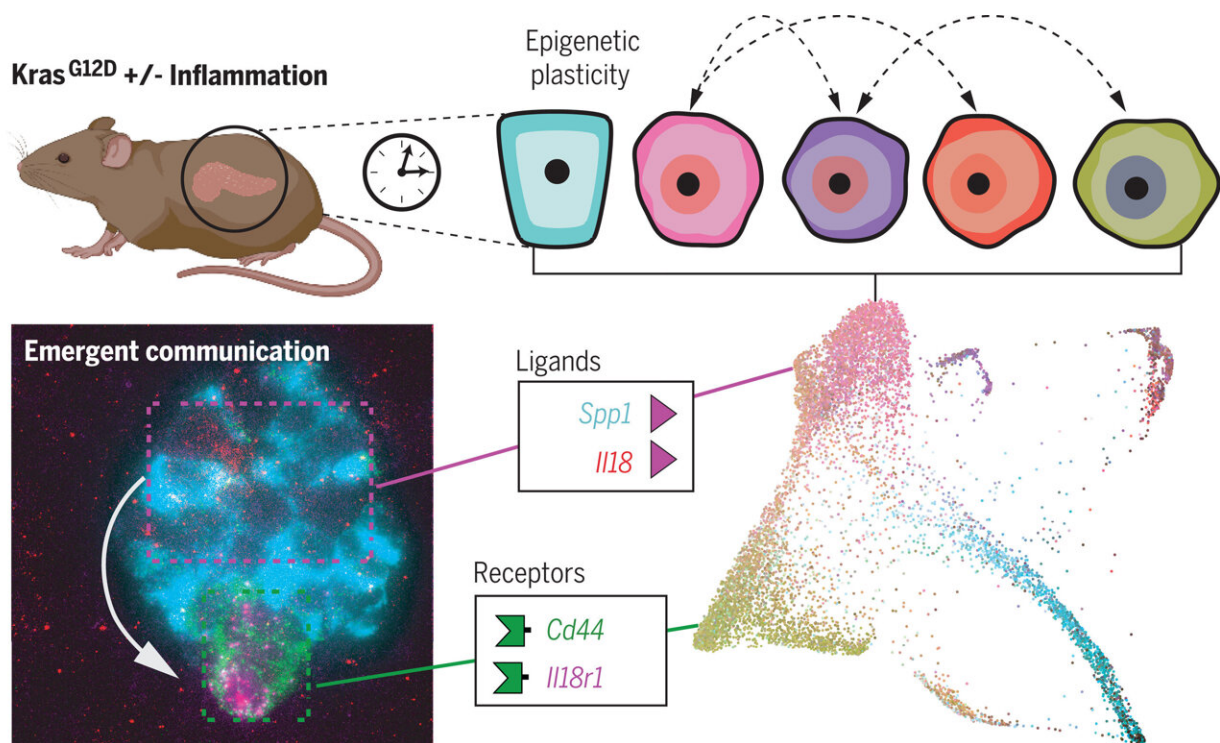 Epigenetic
plasticity
Kras G12D +/- Inflammation
Emergent communication
Ligands
Spp1
Il18
Receptors
Cd44
Il18r1